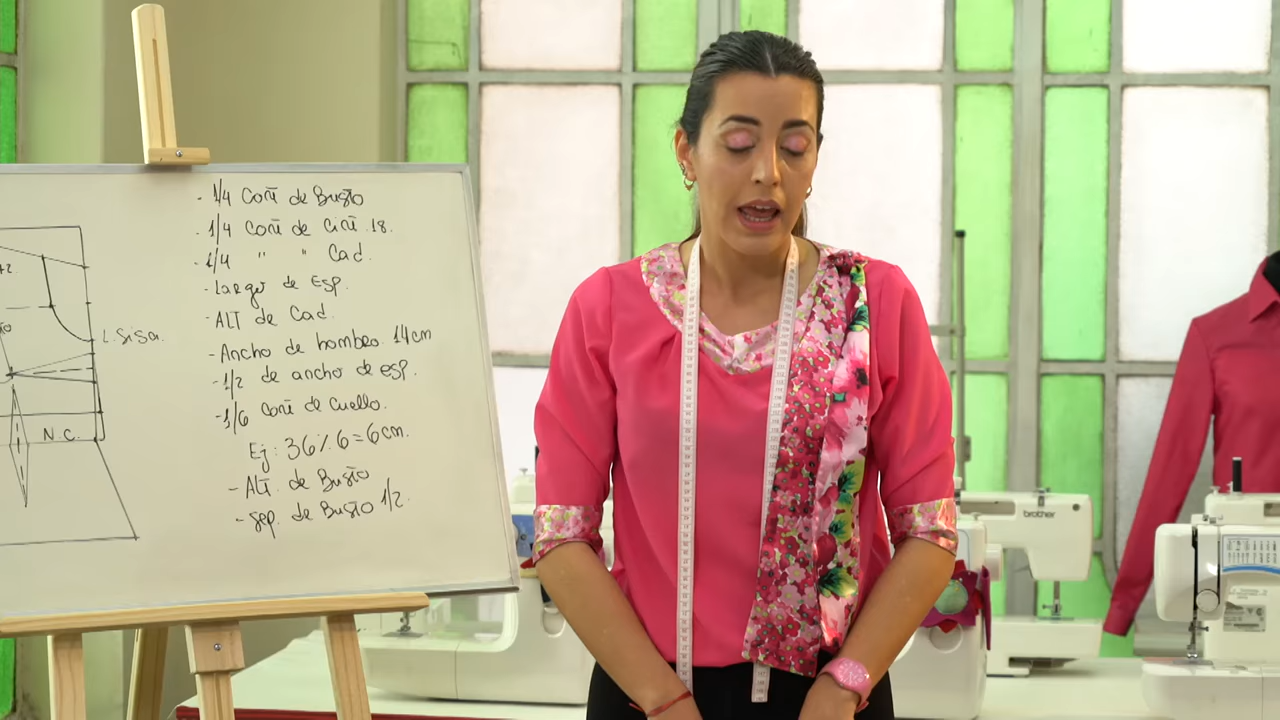 - 1/4 Cont de Busto
- 1/4 Cont de Cint 18.
- 1/4 " " Cad.
- Largo de Esp.
- ALT de Cad.
- Ancho de hombro 14cm
- 1/2 de ancho de esp.
- 1/6 Cont de Cuello.
Ej: 36%6=6cm.
- Alt. de Busto
- Sep. de Busto 1/2.
L. Sisa.
N.C.
brother